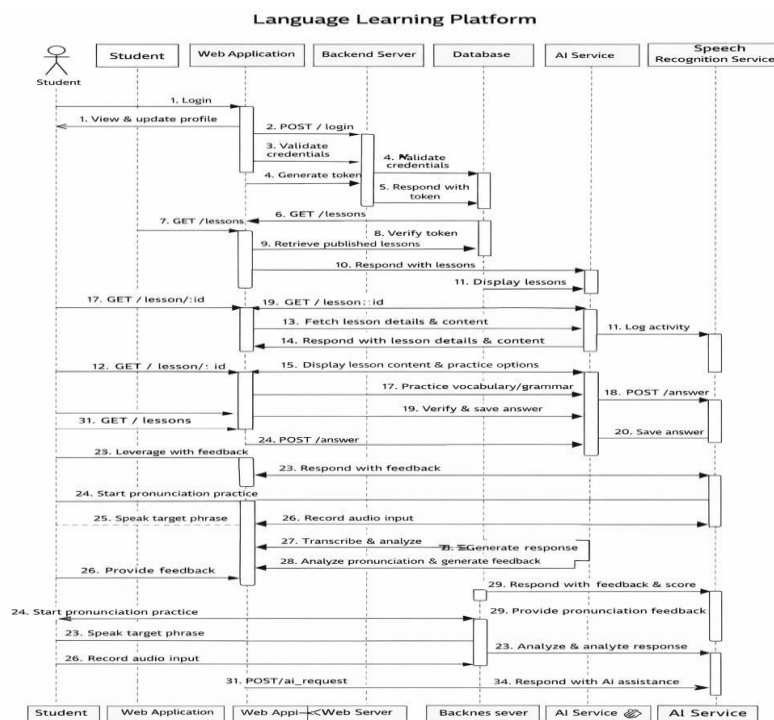 Language Learning Platform
Student
Student
Web Application
Backend Server
Database
AI Service
Speech
Recognition Service
1. Login
1. View & update profile
2. POST / login
3. Validate
credentials
4. Validate
credentials
4. Generate token
5. Respond with
token
6. GET /lessons
7. GET /lessons
8. Verify token
9. Retrieve published lessons
10. Respond with lessons
11. Display lessons
17. GET / lesson/:id
19. GET / lesson::id
13. Fetch lesson details & content
11. Log activity
14. Respond with lesson details & content
12. GET / lesson/: id
15. Display lesson content & practice options
17. Practice vocabulary/grammar
18. POST /answer
19. Verify & save answer
31. GET / lessons
20. Save answer
24. POST /answer
23. Leverage with feedback
23. Respond with feedback
24. Start pronunciation practice
25. Speak target phrase
26. Record audio input
27. Transcribe & analyze
Generate response
28. Analyze pronunciation & generate feedback
26. Provide feedback
29. Respond with feedback & score
24. Start pronunciation practice
29. Provide pronunciation feedback
23. Speak target phrase
23. Analyze & analyte response
26. Record audio input
31. POST/ai_request
34. Respond with Ai assistance
Student
Web Application
Web Appi
Web Server
Backnes sever
AI Service
AI Service